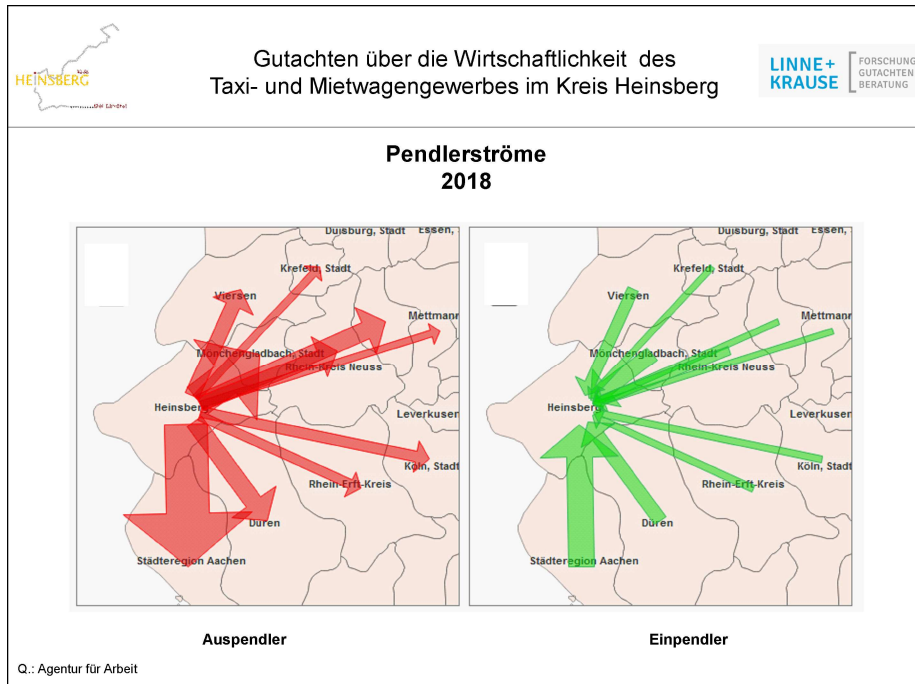 HEINSBERG
Gutachten über die Wirtschaftlichkeit des
Taxi- und Mietwagengewerbes im Kreis Heinsberg
LINNE+
KRAUSE
FORSCHUNG
GUTACHTEN
BERATUNG
Pendlerströme
2018
Duisburg, Stadt
Essen,
Krefeld, Stadt
Viersen
Mettmann
Mönchengladbach, Stadt
Rhein-Kreis Neuss
Heinsberg
Leverkusen
Köln, Stadt
Rhein-Erft-Kreis
Düren
Städteregion Aachen
Duisburg, Stadt
Essen,
Krefeld, Stadt
Viersen
Mettmann
Mönchengladbach, Stadt
Rhein-Kreis Neuss
Heinsberg
Leverkusen
Köln, Stadt
Rhein-Erft-Kreis
Düren
Städteregion Aachen
Auspendler
Einpendler
Q.: Agentur für Arbeit